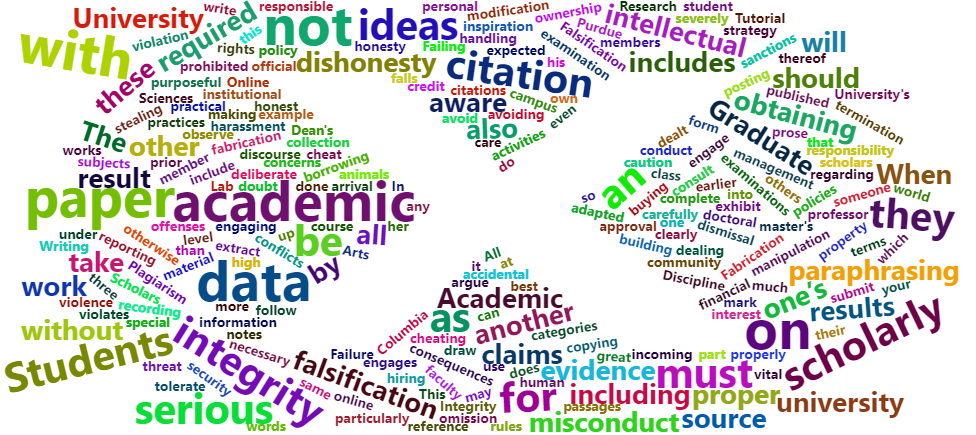 write responsible personal modification Research student
University required this not ideas inspiration ownership intellectual severely Tutorial
violation rights policy honesty handling Purdue members strategy
with these prohibited official Failing expected his examination Falsification includes sanctions will
purposeful Online dishonesty citation thereof
Sciences institutional falls credit citations campus own posting should
stealing practical honest aware avoiding even published University's
The practices making example avoid also activities Graduate obtaining termination
other observe harassment Dean's care do dealt form prose that
works fabrication collection conduct engage management responsibility
subjects prior member discourse cheat caution class consult examinations scholars
result include deliberate concerns borrowing an buying earlier into others regarding When
paper academic Lab doubt done arrival animals In so complete exhibit policies someone world
offenses engaging course her any adapted carefully doctoral master's professor they
under otherwise level up be all approval one dismissal property which
Writing reporting than extract conflicts Arts clearly building dealing Fabrication manipulation terms
take Plagiarism material high by it All at community paraphrasing
work three Scholars data accidental Discipline financial much one's submit your
violence recording more follow argue best Academic mark results
violates special information as can another interest on their scholarly
without notes Columbia cheating categories
Students integrity necessary Failure consequences draw claims copying great incoming part properly
threat security falsification engages use does evidence must vital
tolerate same hiring faculty This may human including proper
serious online Integrity for passages university
words particularly omission reference rules misconduct source